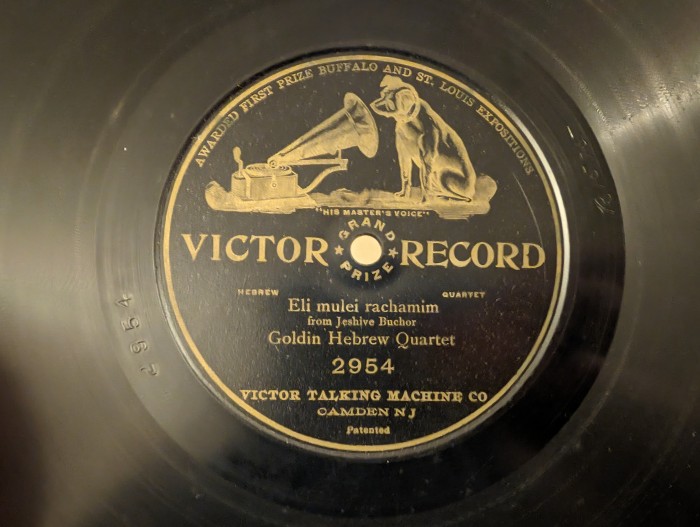 AWARDED FIRST PRIZE BUFFALO AND ST. LOUIS EXPOSITIONS
"HIS MASTER'S VOICE"
GRAND PRIZE
VICTOR RECORD
HEBREW QUARTET
Eli mulei rachamim
from Jeshive Buchor
Goldin Hebrew Quartet
2954
VICTOR TALKING MACHINE CO
CAMDEN N J
Patented
2954